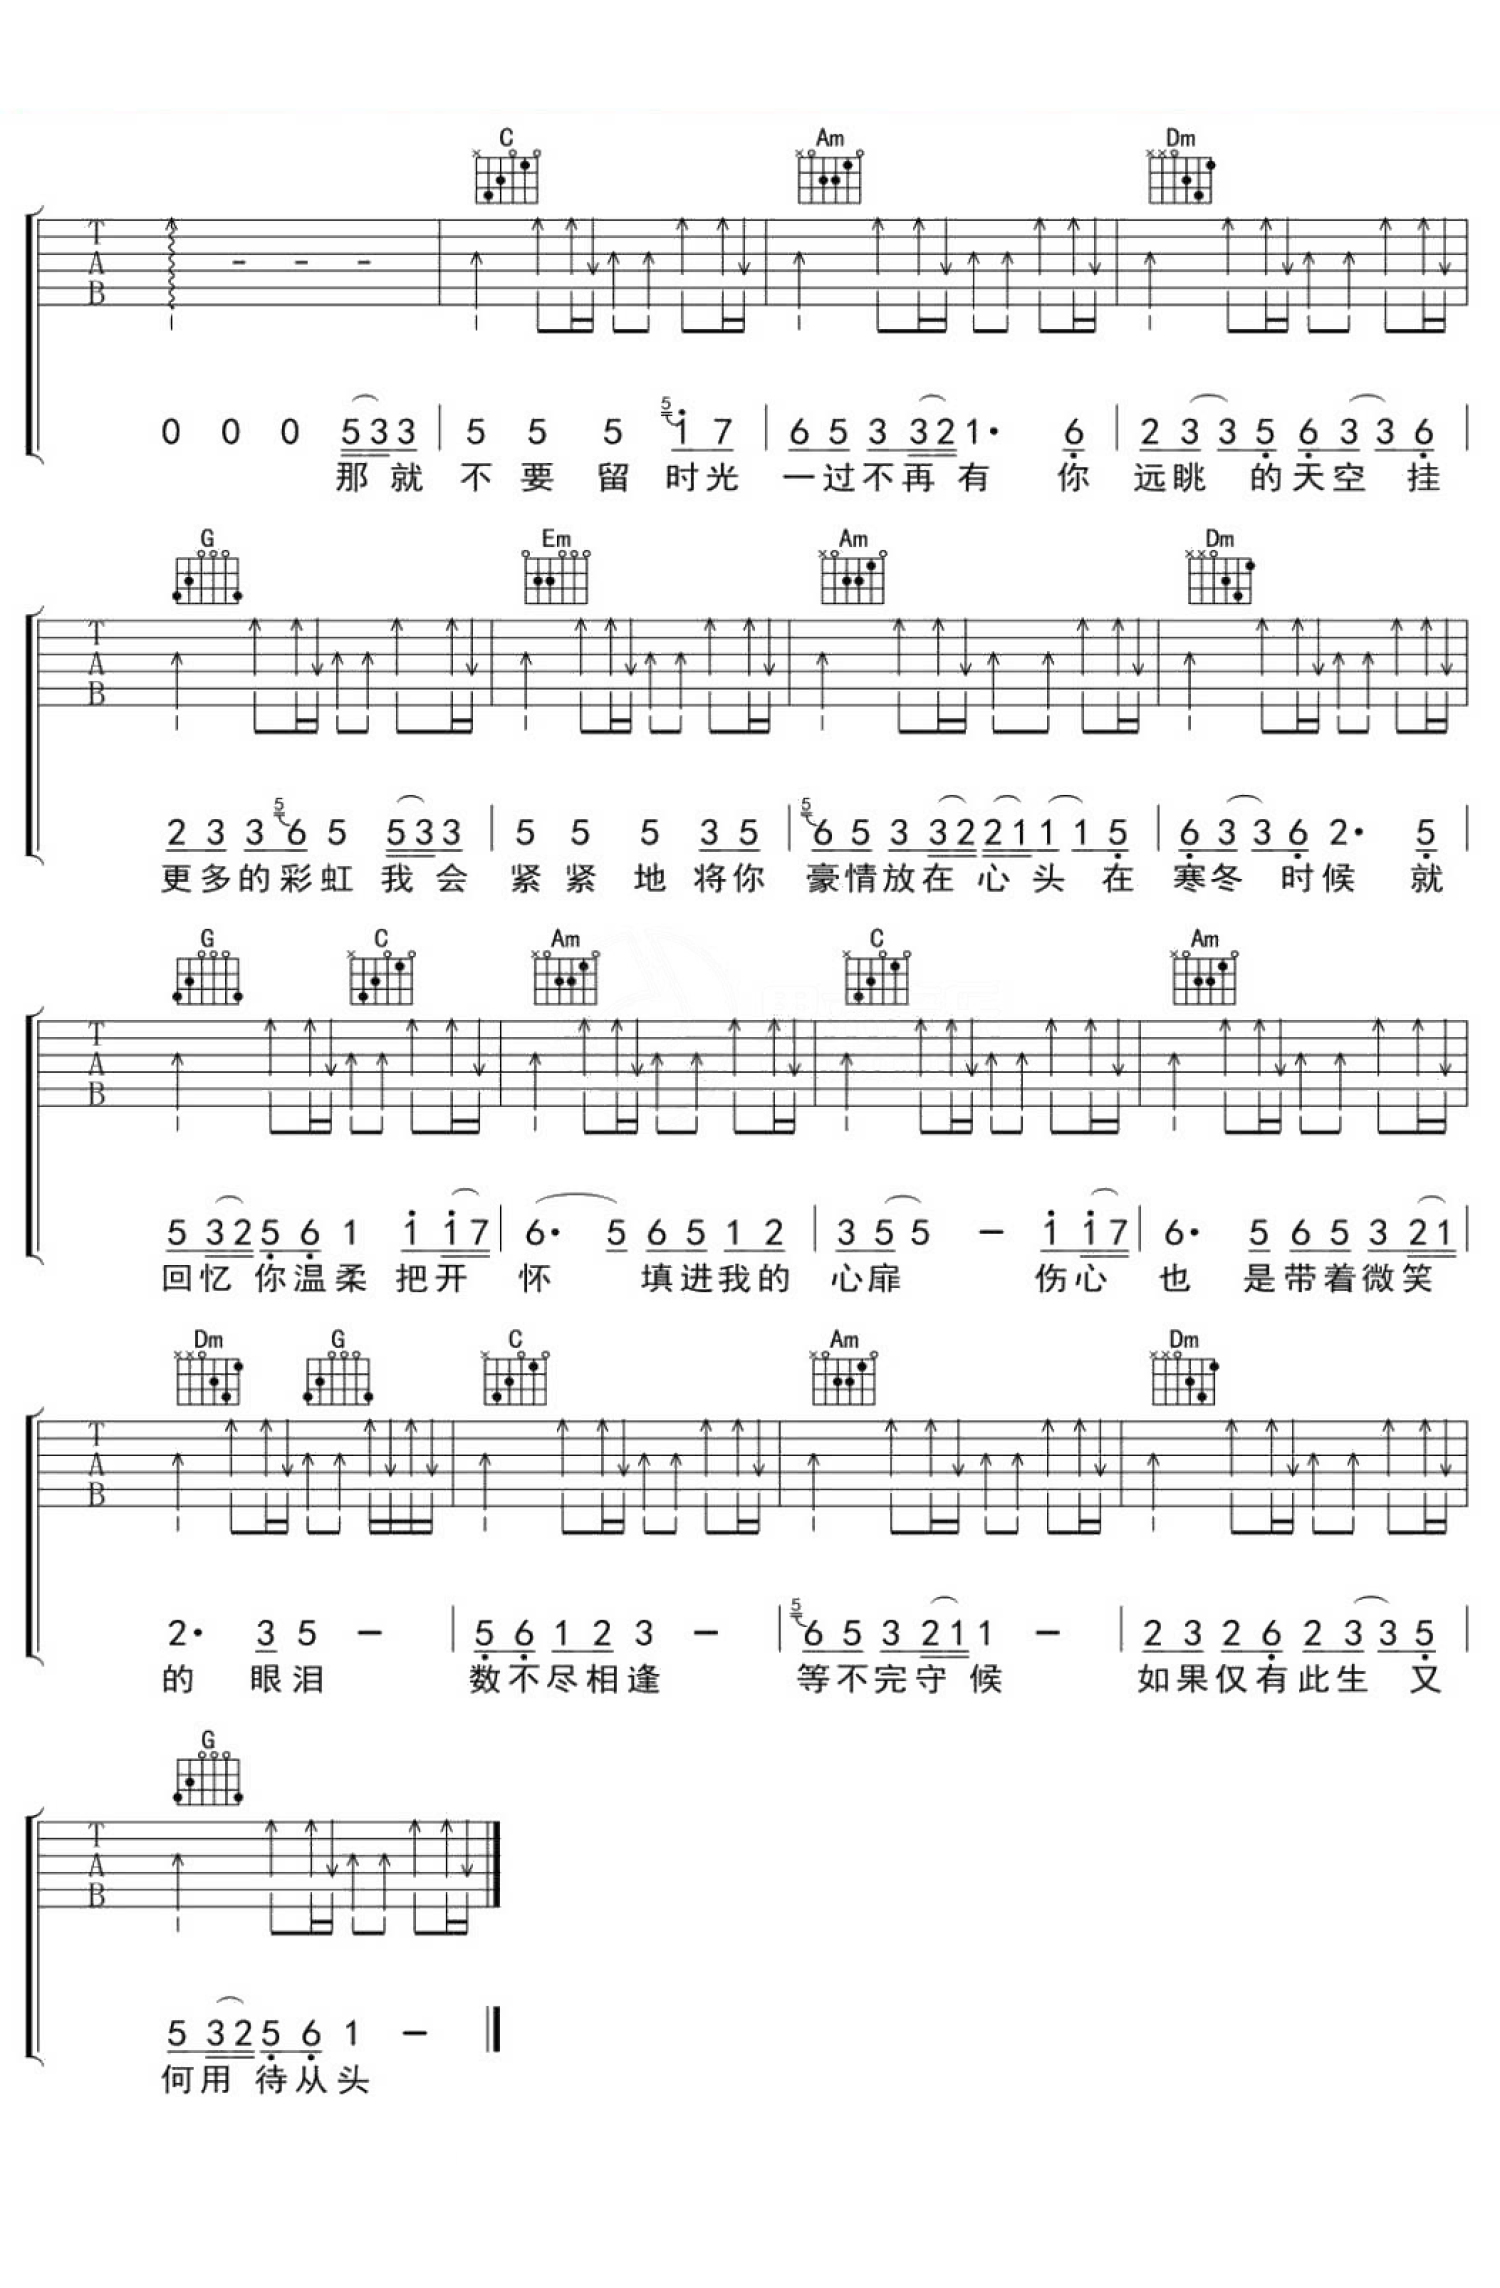 C Am Dm
T
A
B
0 0 0 5 3 3 | 5 5 5 5 1 7 | 6 5 3 3 2 1· 6 | 2 3 3 5 6 3 3 6 |
那就不要留时光一过不再有你远眺的天空挂
G Em Am Dm
T
A
B
2 3 3 5 6 5 5 3 3 | 5 5 5 3 5 | 5 6 5 3 3 2 2 1 1 1 5 | 6 3 3 6 2· 5 |
更多的彩虹我会紧紧地将你豪情放在心头在寒冬时候就
G C Am C Am
T
A
B
5 3 2 5 6 1 1 1 7 | 6· 5 6 5 1 2 | 3 5 5 – 1 1 7 | 6· 5 6 5 3 2 1 |
回忆你温柔把开怀填进我的心扉伤心也是带着微笑
Dm G C Am Dm
T
A
B
2· 3 5 – | 5 6 1 2 3 – | 5 6 5 3 2 1 1 – | 2 3 2 6 2 3 3 5 |
的眼泪数不尽相逢等不完守候如果仅有此生又
G
T
A
B
5 3 2 5 6 1 –
何用待从头